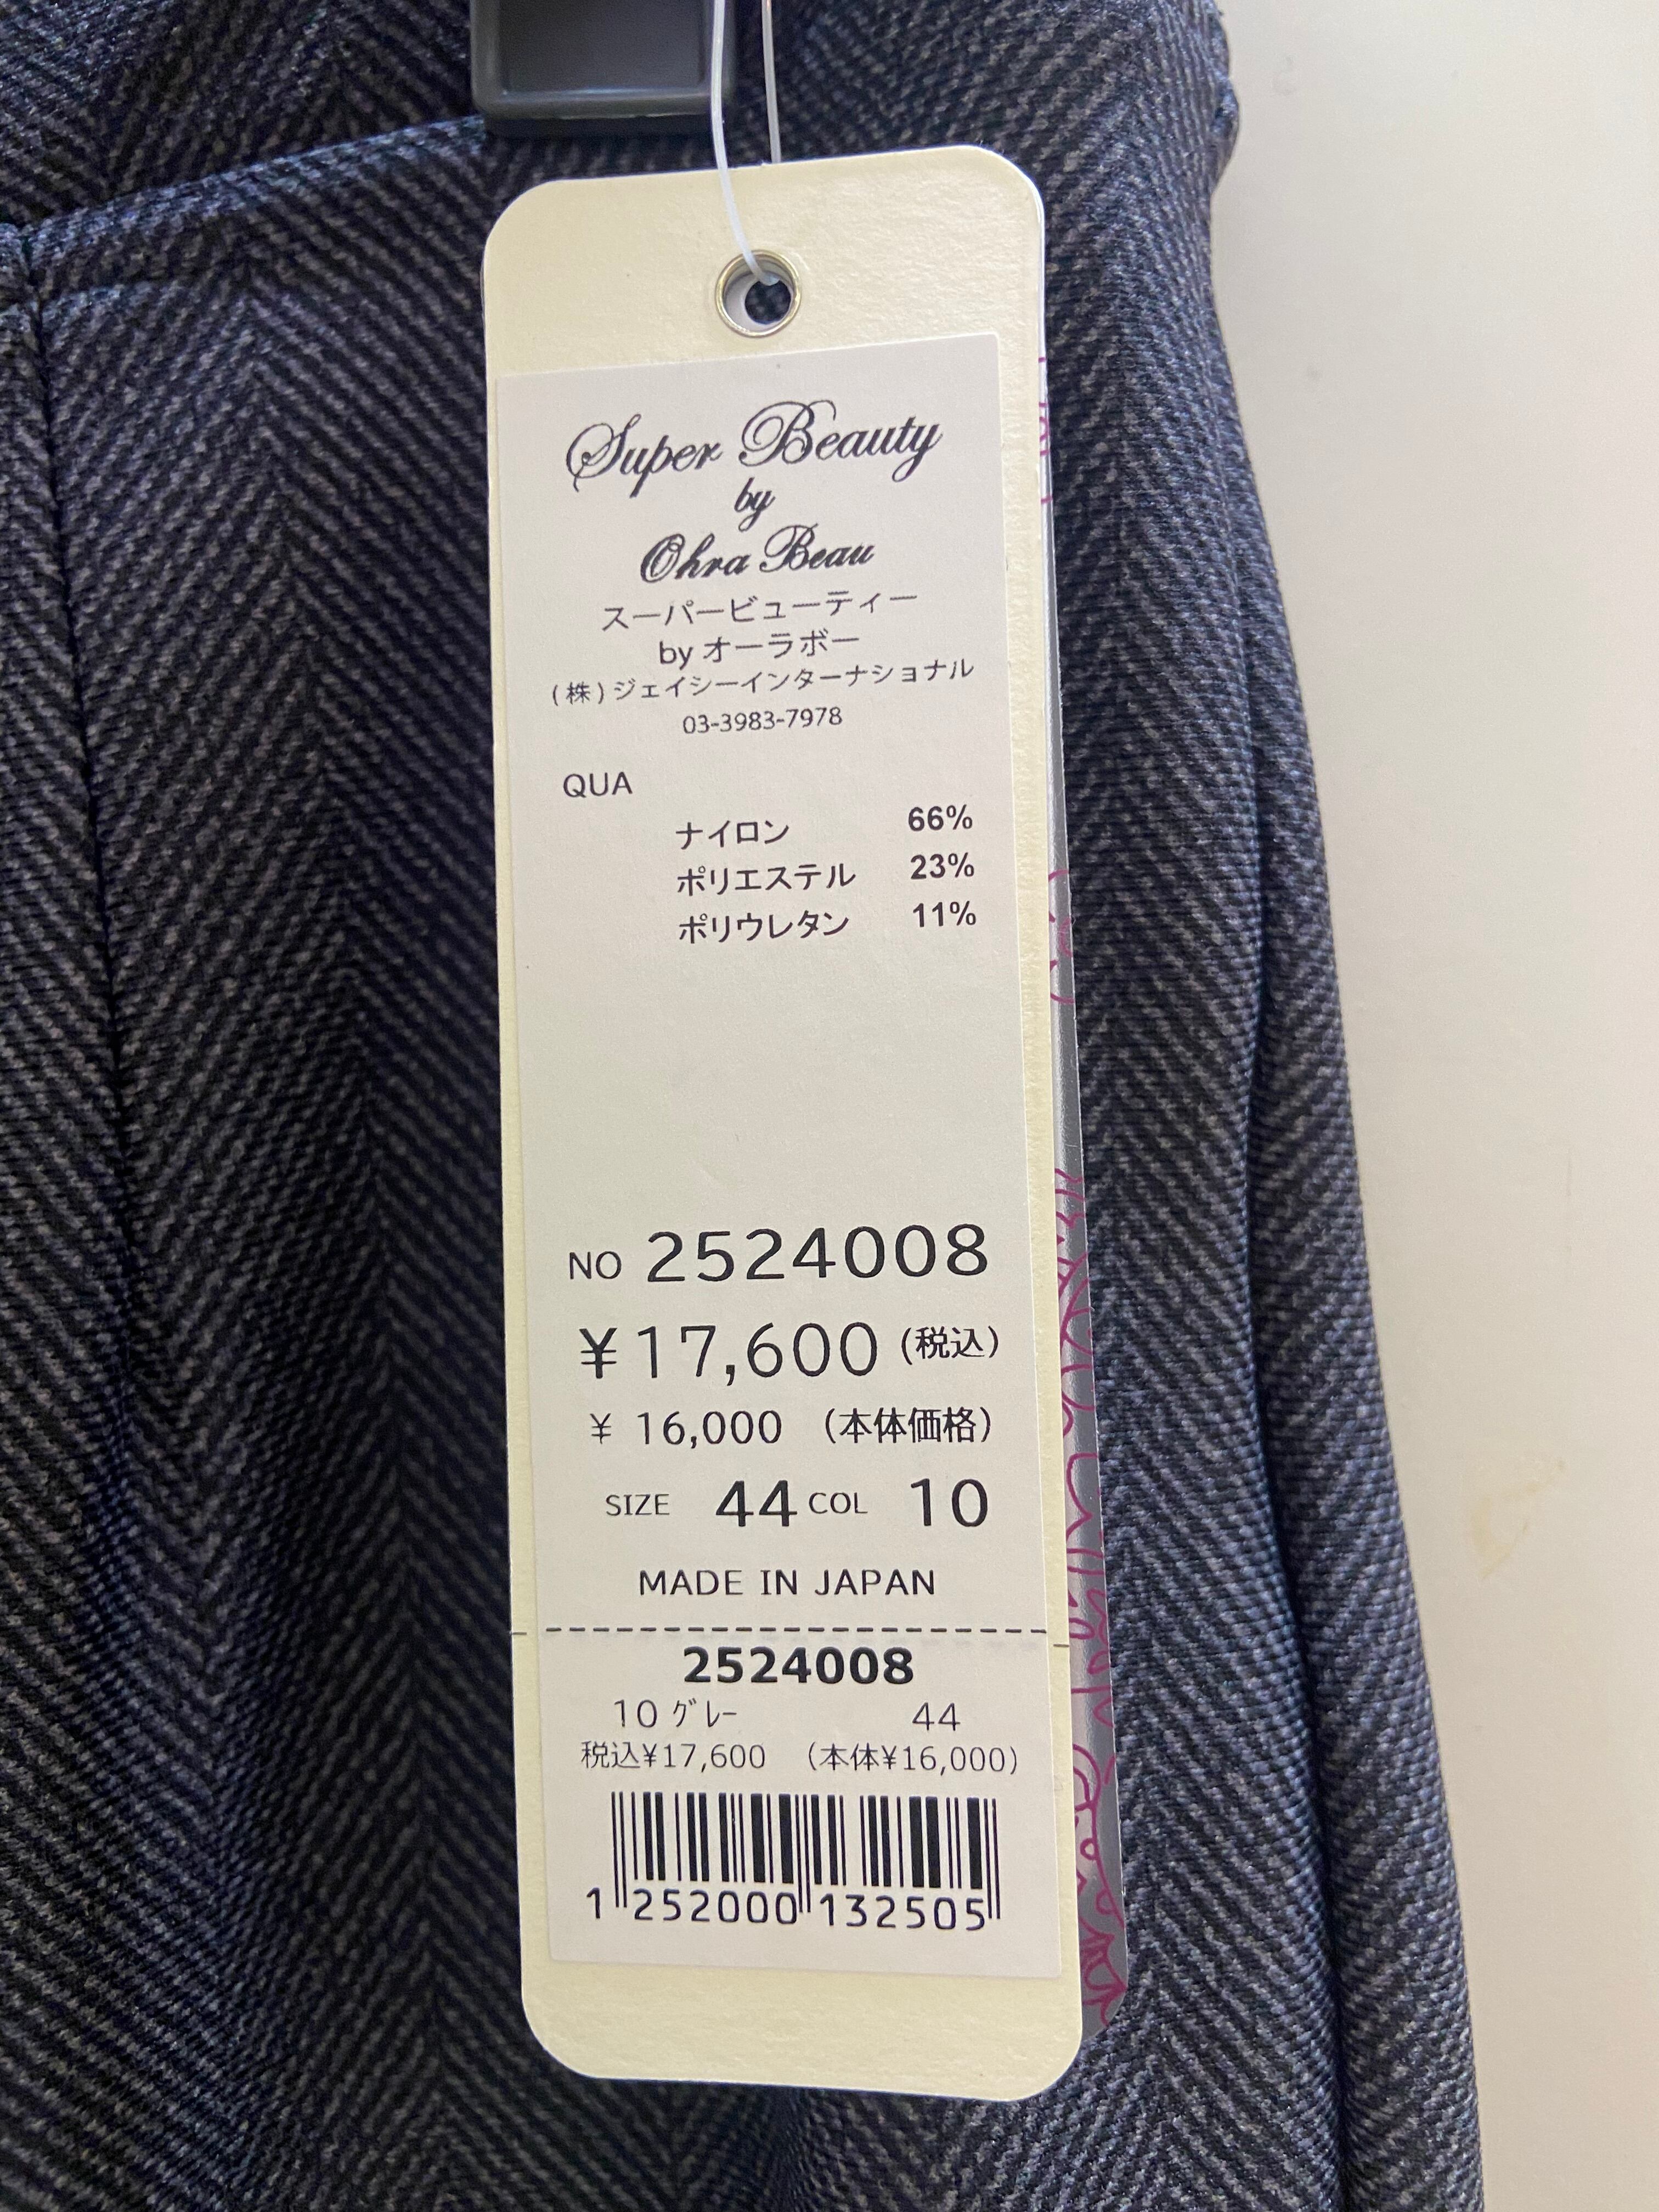 Super Beauty
by
Ohra Beau
スーパービューティー
by オーラボー
(株)ジェイシーインターナショナル
03-3983-7978
QUA
ナイロン 66%
ポリエステル 23%
ポリウレタン 11%
NO 2524008
¥17,600(税込)
¥ 16,000 (本体価格)
SIZE 44 COL 10
MADE IN JAPAN
2524008
10 ｸﾞﾚｰ 44
税込¥17,600 (本体¥16,000)
1 252000 132505